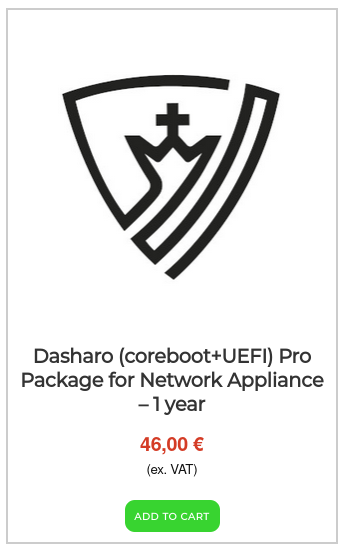 Dasharo (coreboot+UEFI) Pro
Package for Network Appliance
– 1 year
46,00 €
(ex. VAT)
ADD TO CART